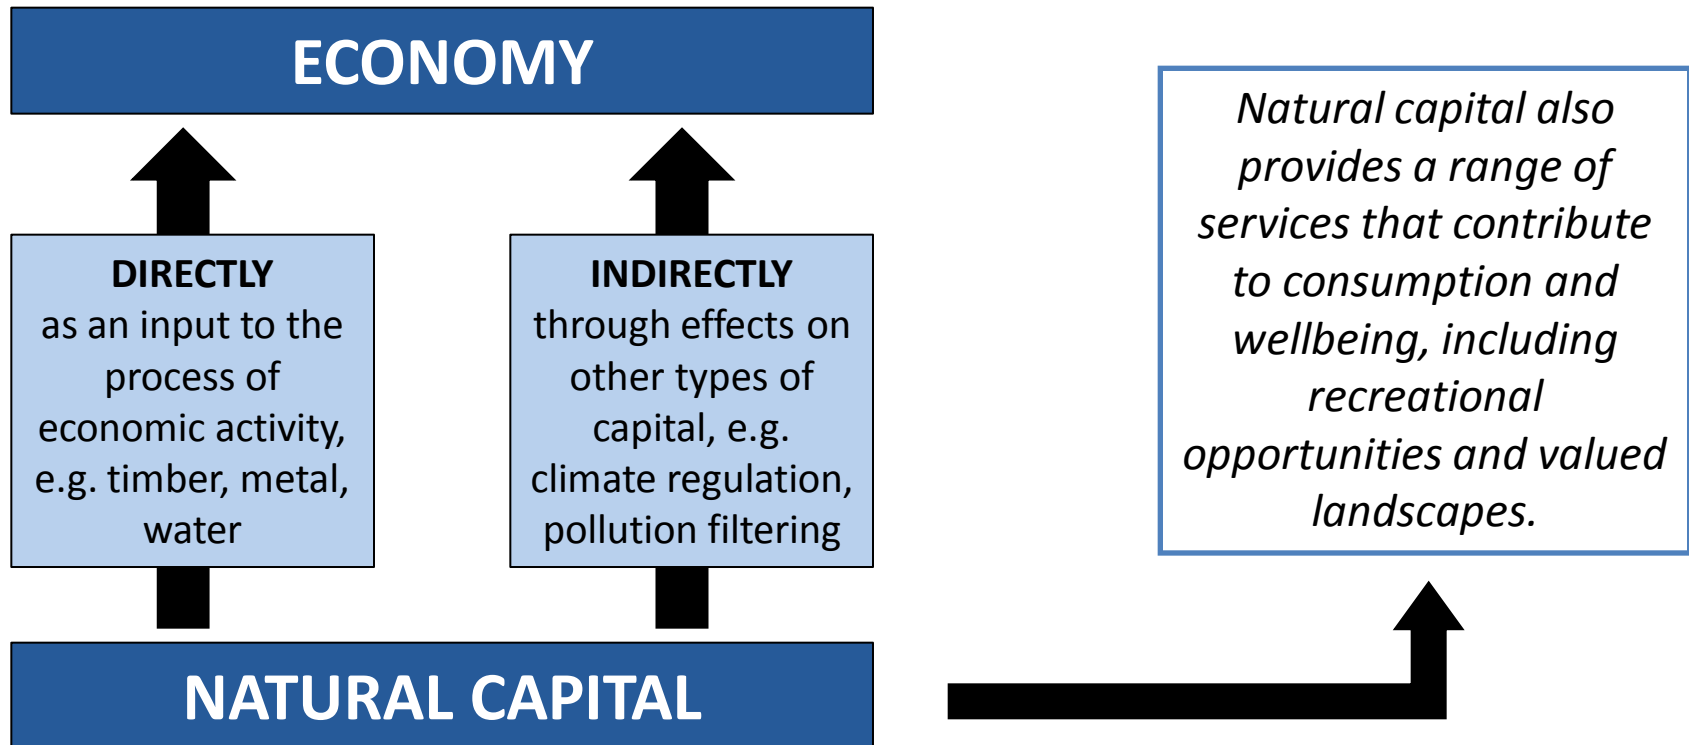 ECONOMY
DIRECTLY
as an input to the
process of
economic activity,
e.g. timber, metal,
water
INDIRECTLY
through effects on
other types of
capital, e.g.
climate regulation,
pollution filtering
NATURAL CAPITAL
Natural capital also
provides a range of
services that contribute
to consumption and
wellbeing, including
recreational
opportunities and valued
landscapes.